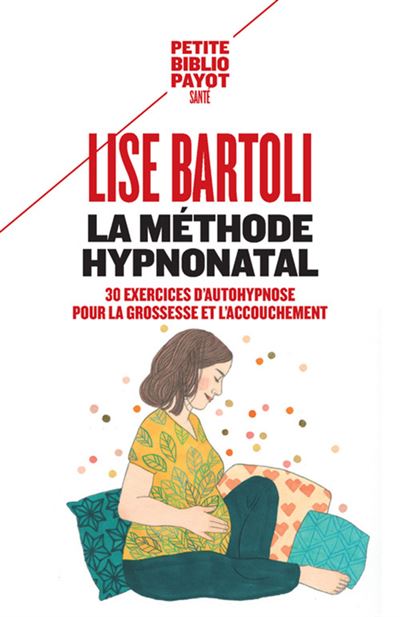 PETITE
BIBLIO
PAYOT
SANTÉ
LISE BARTOLI
LA MÉTHODE
HYPNONATAL
30 EXERCICES D'AUTOHYPNOSE
POUR LA GROSSESSE ET L'ACCOUCHEMENT